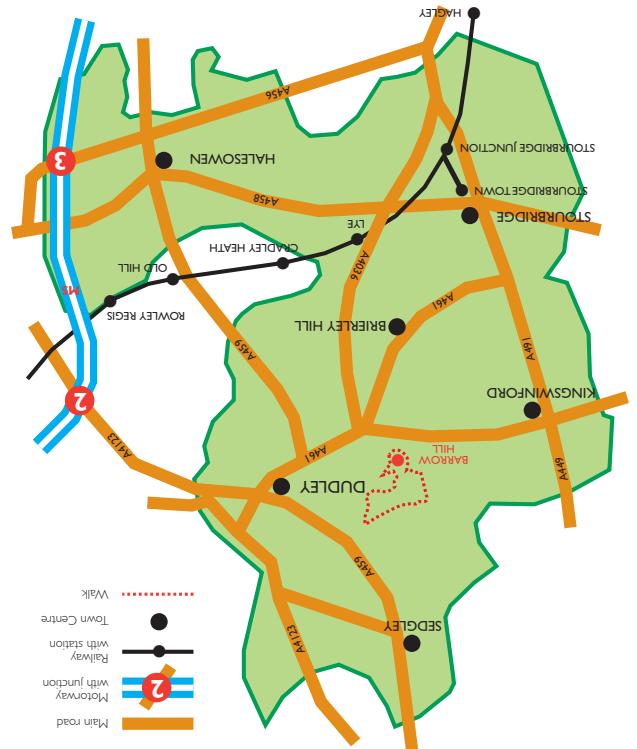 Main road
Motorway
with junction
2
Railway
with station
Town Centre
Walk
A4123
SEDGLEY
A459
DUDLEY
A449
BARROW
HILL
A461
A4123
2
KINGSWINFORD
A491
A459
BRIERLEY HILL
ROWLEY REGIS
A461
M5
OLD HILL
A4036
CRADLEY HEATH
LYE
STOURBRIDGE
A458
STOURBRIDGE TOWN
3
HALESOWEN
STOURBRIDGE JUNCTION
A456
HAGLEY